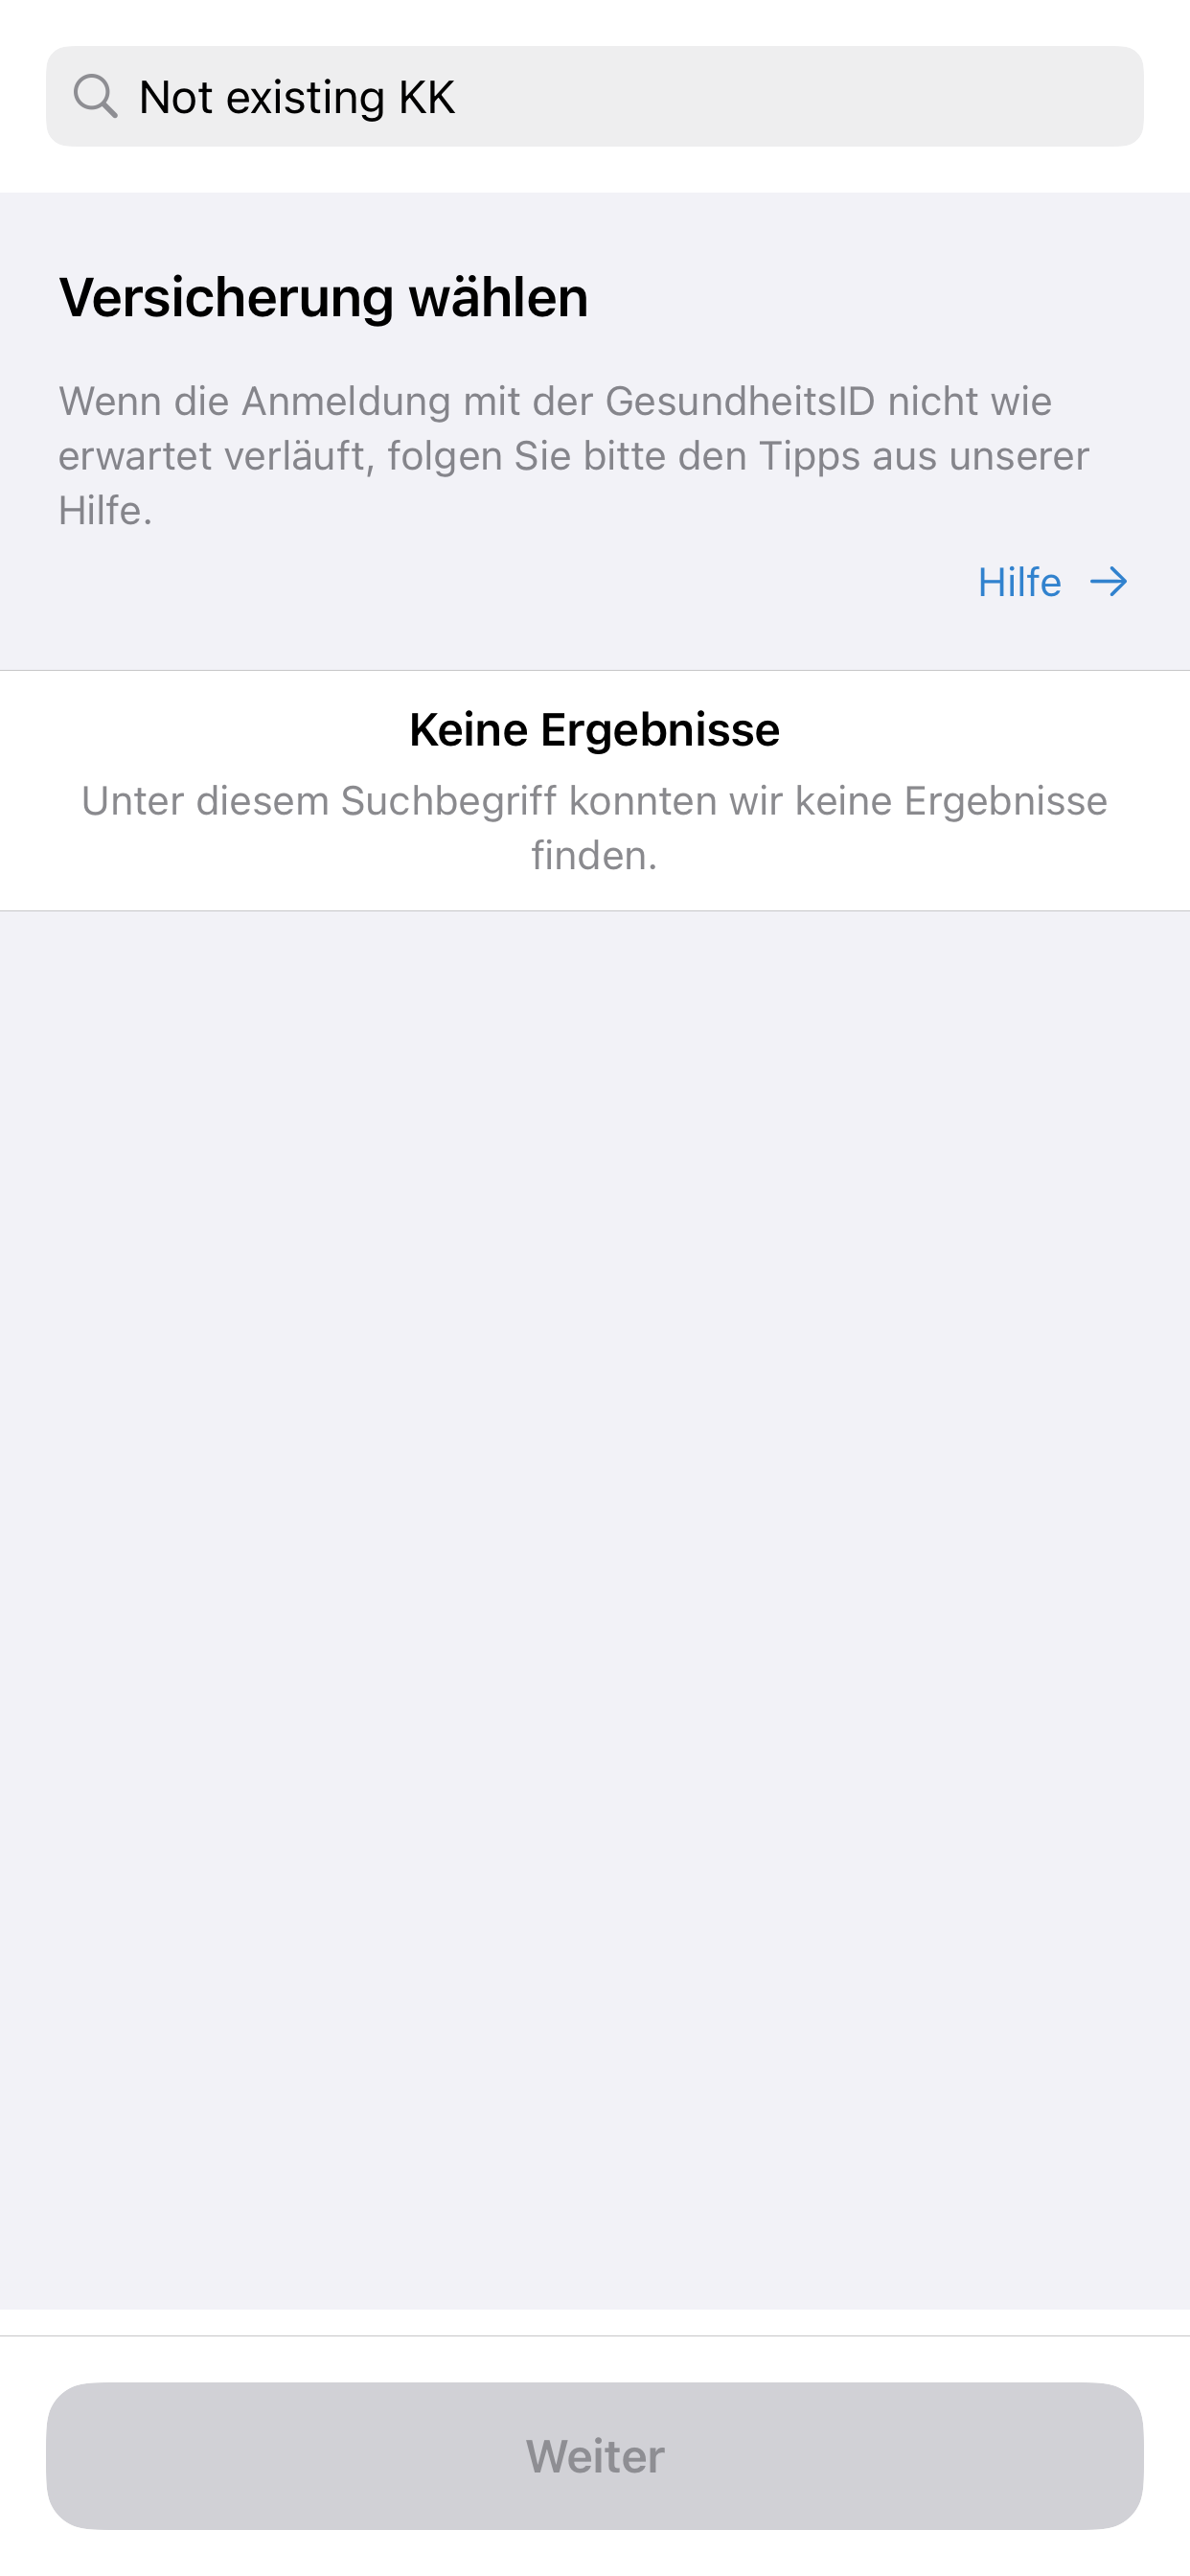 Not existing KK
Versicherung wählen
Wenn die Anmeldung mit der GesundheitsID nicht wie
erwartet verläuft, folgen Sie bitte den Tipps aus unserer
Hilfe.
Hilfe →
Keine Ergebnisse
Unter diesem Suchbegriff konnten wir keine Ergebnisse
finden.
Weiter